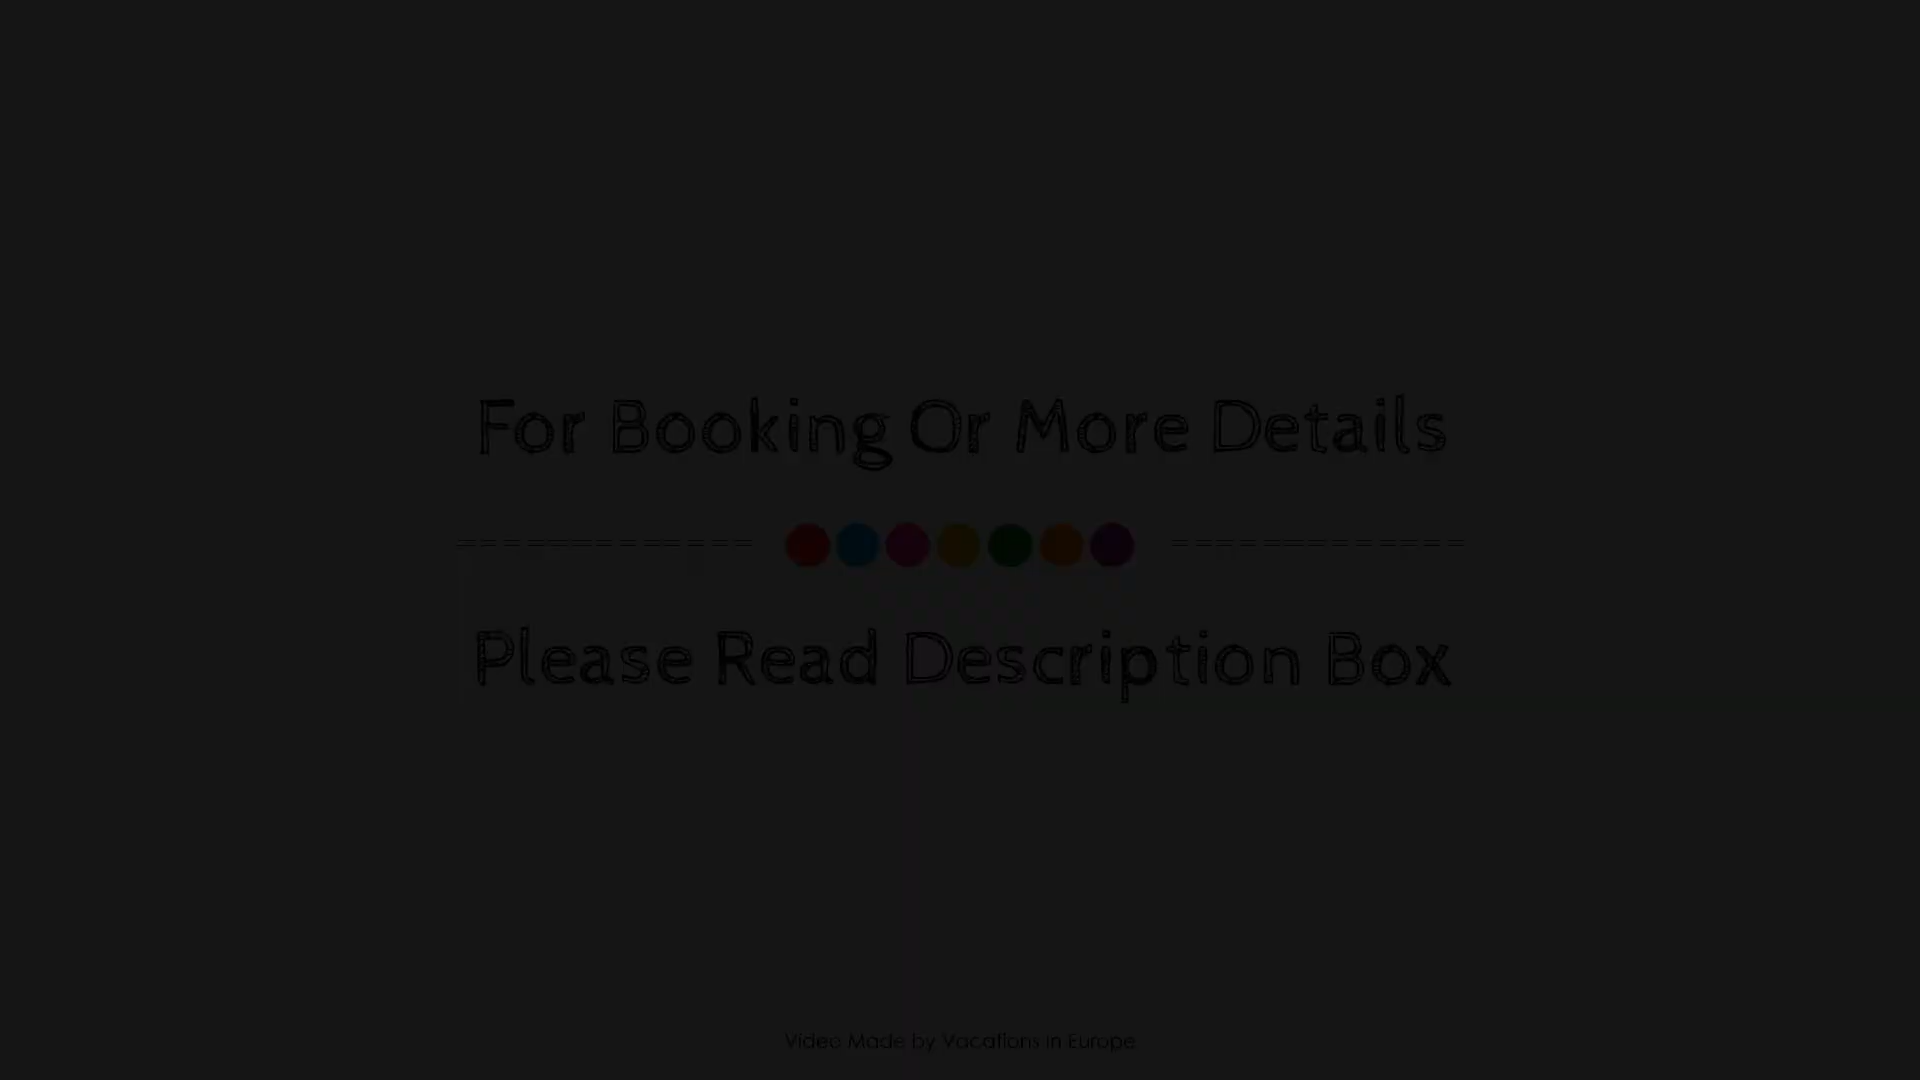 For Booking Or More Details
Please Read Description Box
Video Made by Vacations in Europe